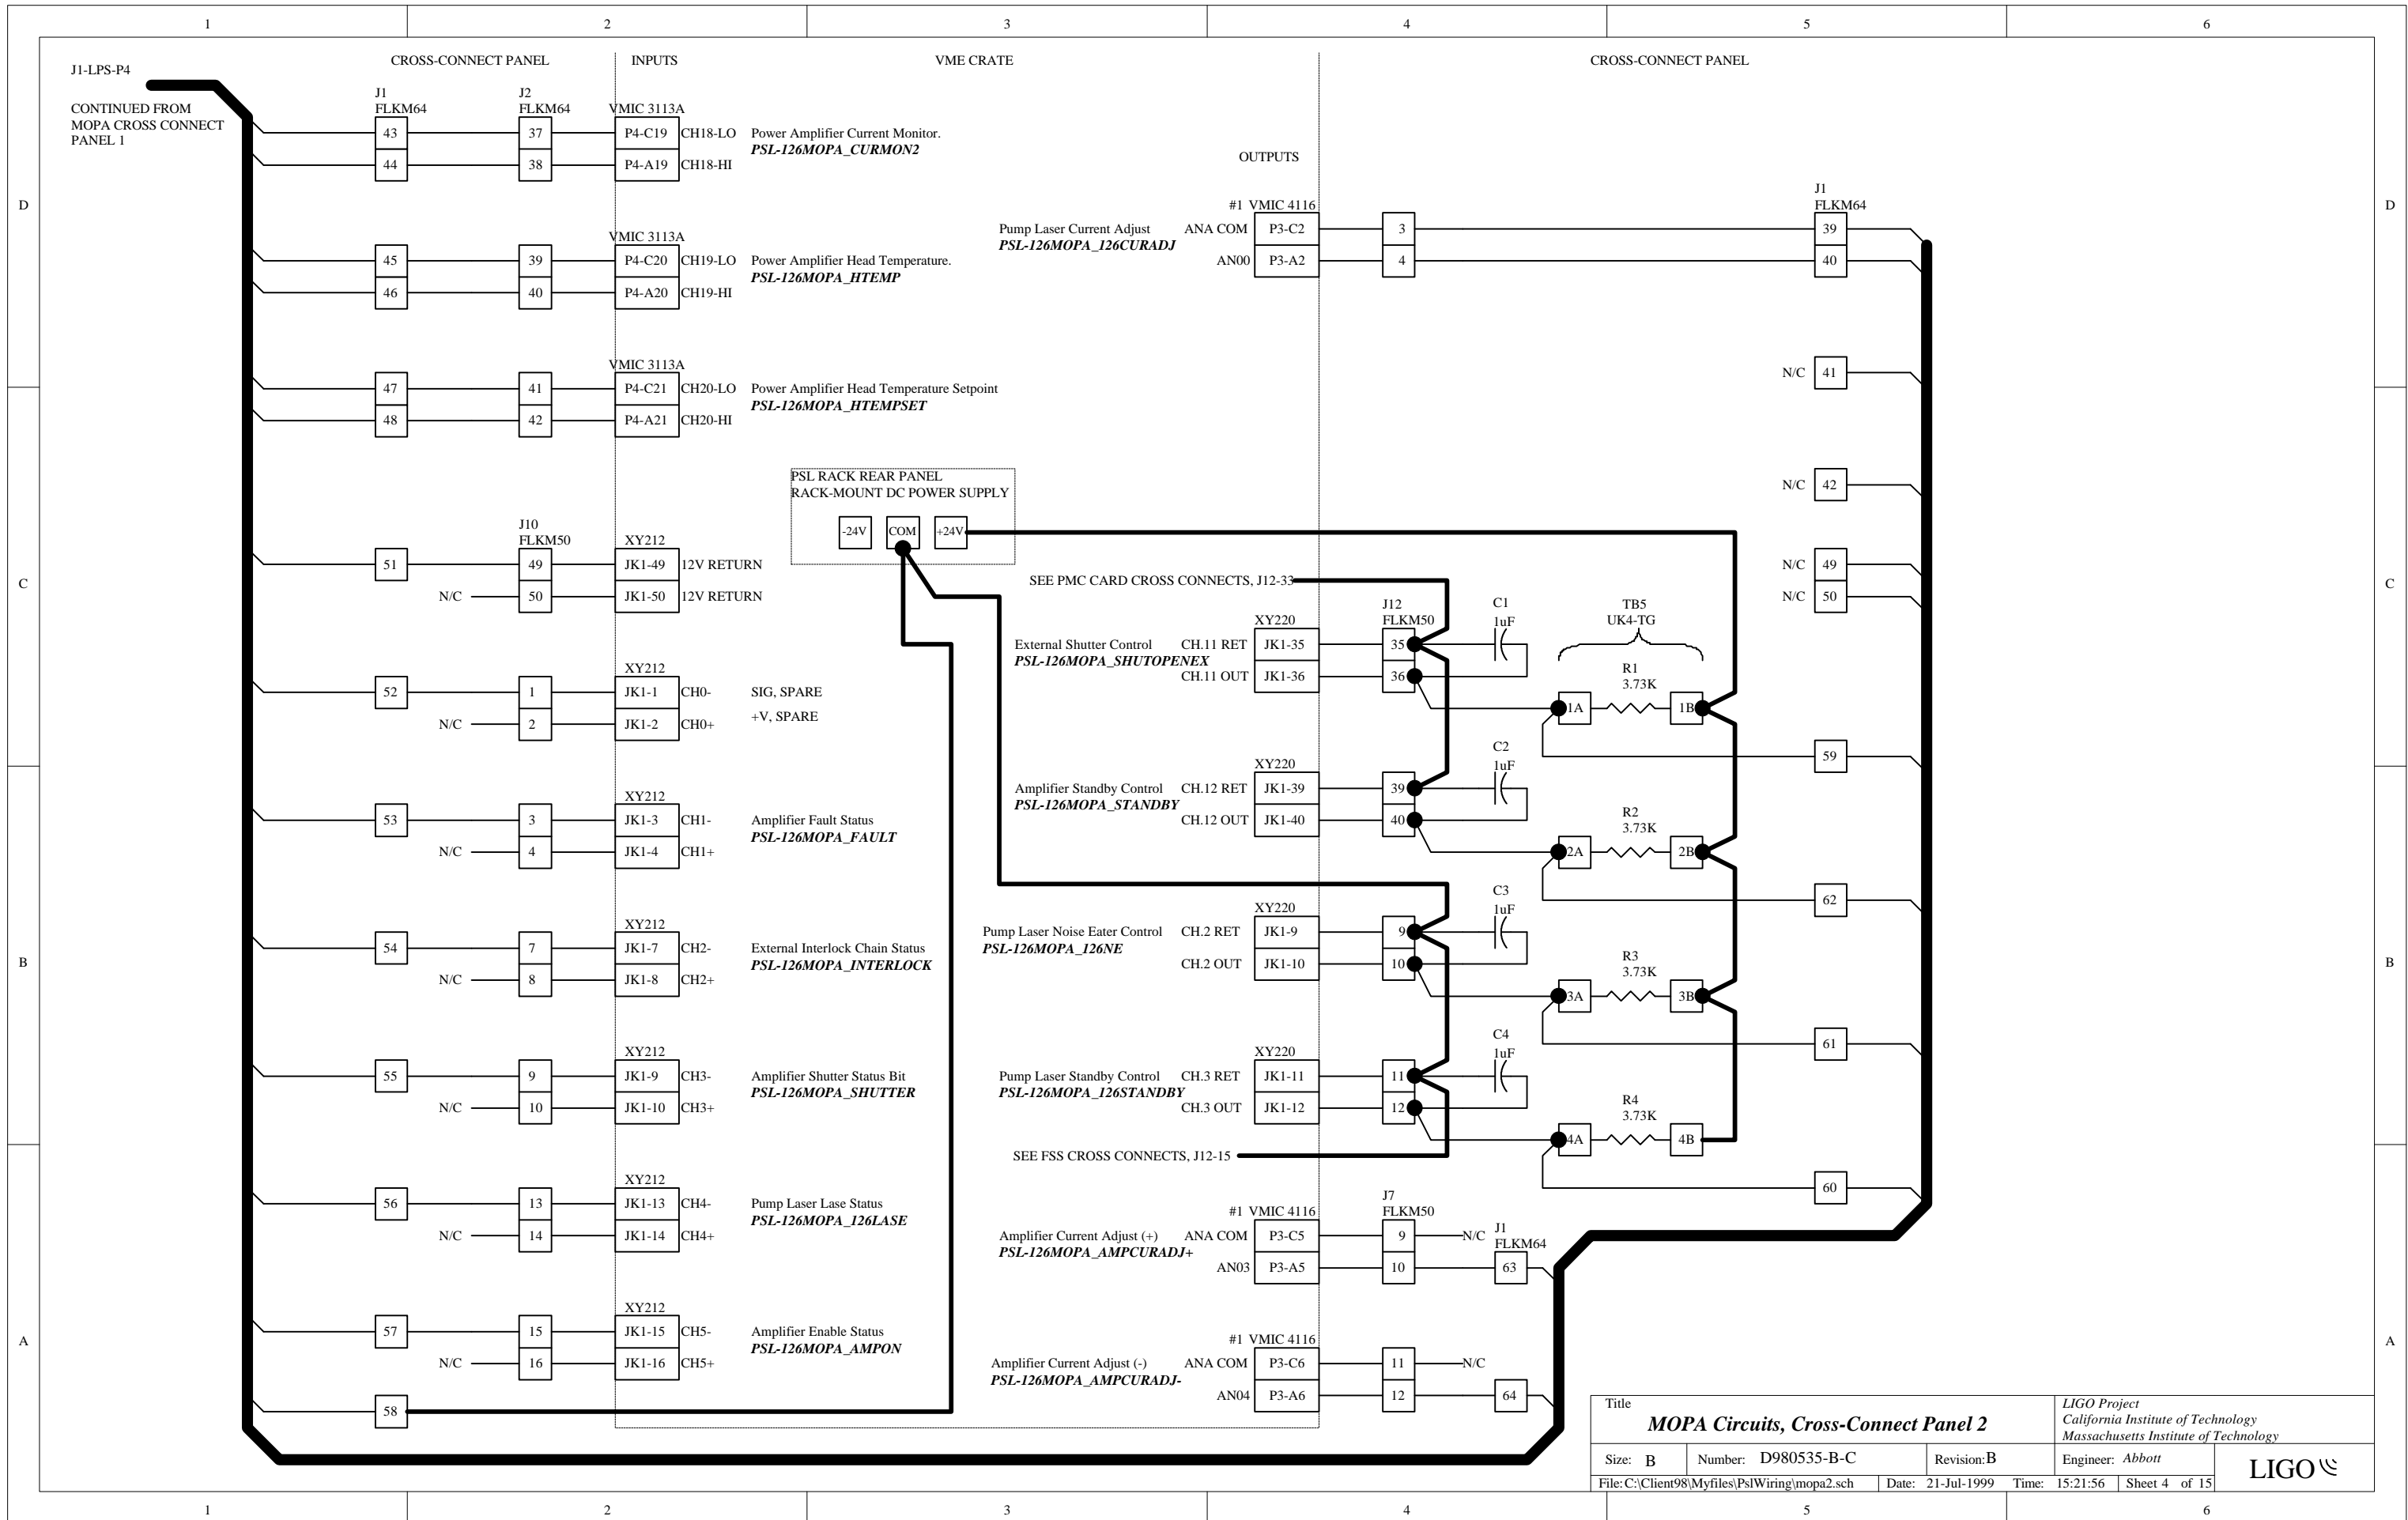 1 2 3 4 5 6
CROSS-CONNECT PANEL INPUTS VME CRATE CROSS-CONNECT PANEL
J1-LPS-P4
CONTINUED FROM
MOPA CROSS CONNECT
PANEL 1
J1
FLKM64
J2
FLKM64
VMIC 3113A
43 37 P4-C19 CH18-LO Power Amplifier Current Monitor.
PSL-126MOPA_CURMON2
44 38 P4-A19 CH18-HI
D
VMIC 3113A
45 39 P4-C20 CH19-LO Power Amplifier Head Temperature.
PSL-126MOPA_HTEMP
46 40 P4-A20 CH19-HI
VMIC 3113A
47 41 P4-C21 CH20-LO Power Amplifier Head Temperature Setpoint
PSL-126MOPA_HTEMPSET
48 42 P4-A21 CH20-HI
J10
FLKM50
XY212
51 49 JK1-49 12V RETURN
N/C 50 JK1-50 12V RETURN
C
XY212
52 1 JK1-1 CH0- SIG, SPARE
N/C 2 JK1-2 CH0+ +V, SPARE
XY212
53 3 JK1-3 CH1- Amplifier Fault Status
PSL-126MOPA_FAULT
N/C 4 JK1-4 CH1+
XY212
54 7 JK1-7 CH2- External Interlock Chain Status
PSL-126MOPA_INTERLOCK
N/C 8 JK1-8 CH2+
B
XY212
55 9 JK1-9 CH3- Amplifier Shutter Status Bit
PSL-126MOPA_SHUTTER
N/C 10 JK1-10 CH3+
XY212
56 13 JK1-13 CH4- Pump Laser Lase Status
PSL-126MOPA_126LASE
N/C 14 JK1-14 CH4+
XY212
57 15 JK1-15 CH5- Amplifier Enable Status
PSL-126MOPA_AMPON
N/C 16 JK1-16 CH5+
A
58
PSL RACK REAR PANEL
RACK-MOUNT DC POWER SUPPLY
-24V COM +24V
OUTPUTS
#1 VMIC 4116
J1
FLKM64
Pump Laser Current Adjust ANA COM P3-C2 3 39
PSL-126MOPA_126CURADJ
AN00 P3-A2 4 40
D
N/C 41
N/C 42
N/C 49
N/C 50
C
SEE PMC CARD CROSS CONNECTS, J12-33
XY220
J12
FLKM50
C1
1uF
TB5
UK4-TG
External Shutter Control CH.11 RET JK1-35 35
PSL-126MOPA_SHUTOPENEX
CH.11 OUT JK1-36 36
R1
3.73K
1A 1B
59
XY220
C2
1uF
Amplifier Standby Control CH.12 RET JK1-39 39
PSL-126MOPA_STANDBY
CH.12 OUT JK1-40 40
R2
3.73K
2A 2B
62
XY220
C3
1uF
Pump Laser Noise Eater Control CH.2 RET JK1-9 9
PSL-126MOPA_126NE
CH.2 OUT JK1-10 10
R3
3.73K
3A 3B
61
B
XY220
C4
1uF
Pump Laser Standby Control CH.3 RET JK1-11 11
PSL-126MOPA_126STANDBY
CH.3 OUT JK1-12 12
R4
3.73K
4A 4B
60
SEE FSS CROSS CONNECTS, J12-15
#1 VMIC 4116
J7
FLKM50
Amplifier Current Adjust (+) ANA COM P3-C5 9 N/C
PSL-126MOPA_AMPCURADJ+
J1
FLKM64
AN03 P3-A5 10 63
#1 VMIC 4116
Amplifier Current Adjust (-) ANA COM P3-C6 11 N/C
PSL-126MOPA_AMPCURADJ-
AN04 P3-A6 12 64
A
Title
MOPA Circuits, Cross-Connect Panel 2
LIGO Project
California Institute of Technology
Massachusetts Institute of Technology
Size: B Number: D980535-B-C Revision: B Engineer: Abbott
LIGO
File: C:\Client98\Myfiles\PslWiring\mopa2.sch Date: 21-Jul-1999 Time: 15:21:56 Sheet 4 of 15
1 2 3 4 5 6